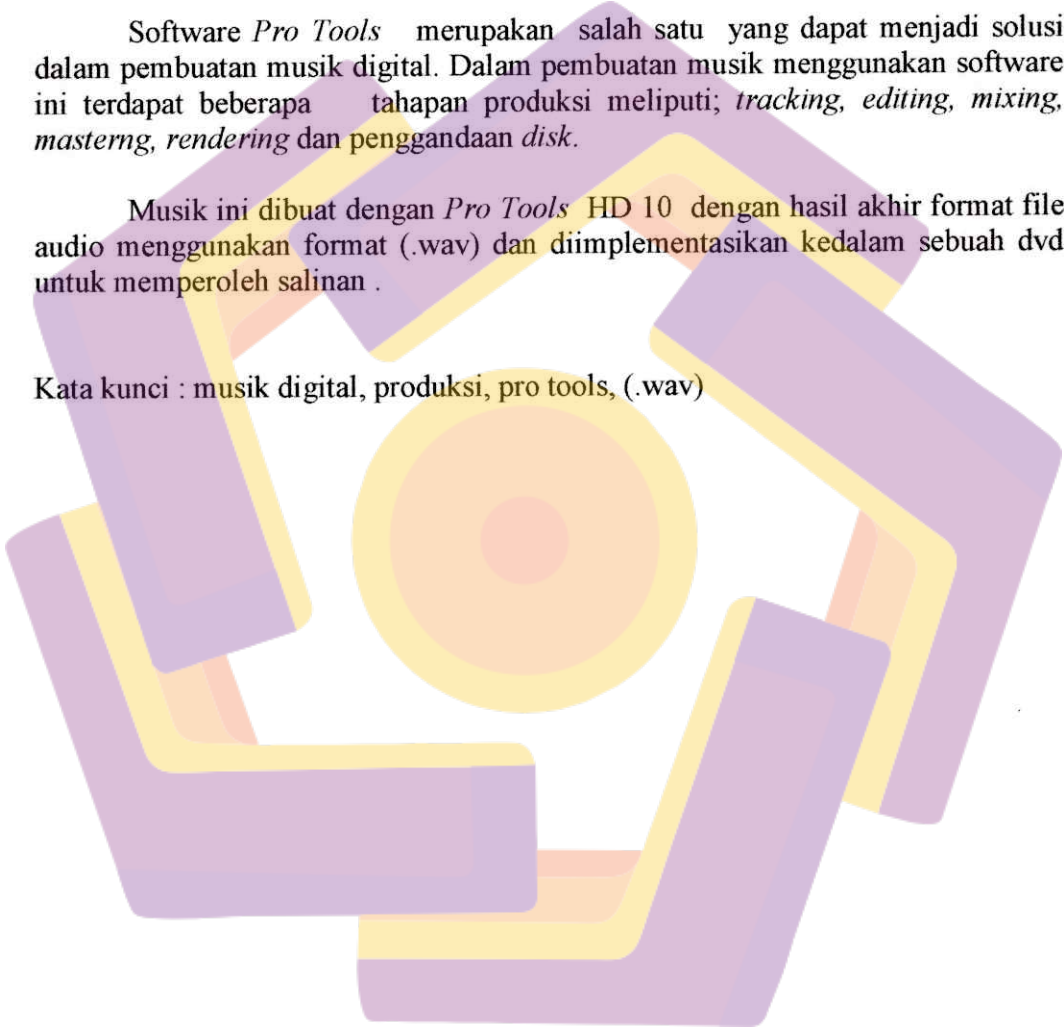 Software Pro Tools merupakan salah satu yang dapat menjadi solusi
dalam pembuatan musik digital. Dalam pembuatan musik menggunakan software
ini terdapat beberapa tahapan produksi meliputi; tracking, editing, mixing,
masterng, rendering dan penggandaan disk.
Musik ini dibuat dengan Pro Tools HD 10 dengan hasil akhir format file
audio menggunakan format (.wav) dan diimplementasikan kedalam sebuah dvd
untuk memperoleh salinan .
Kata kunci : musik digital, produksi, pro tools, (.wav)